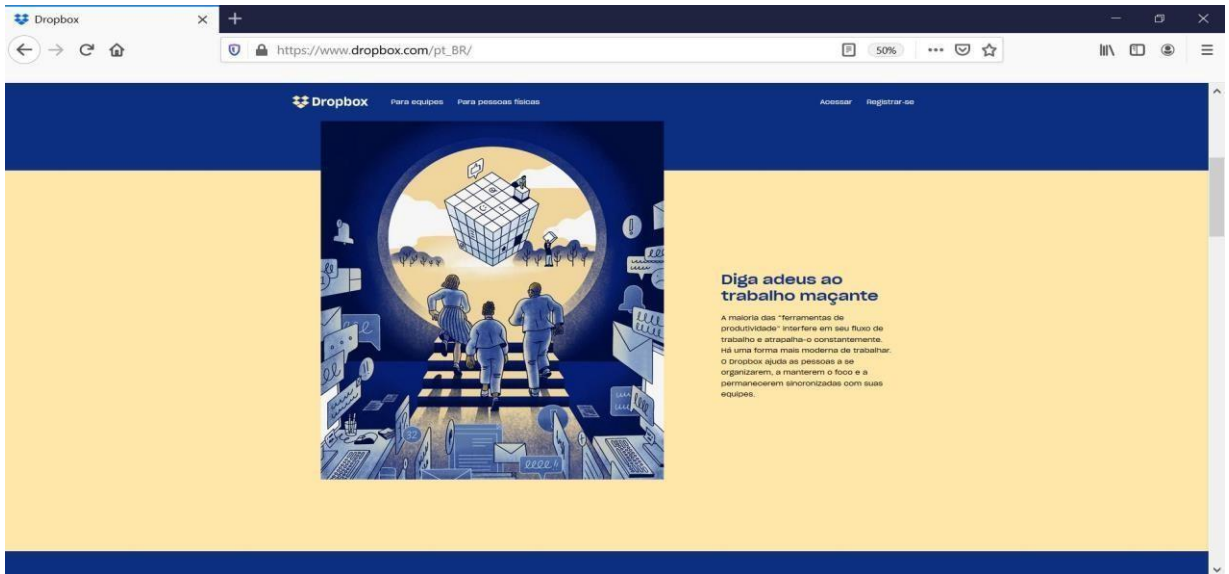 Dropbox
https://www.dropbox.com/pt_BR/
50%
Dropbox Para equipes Para pessoas físicas Acessar Registrar-se
Diga adeus ao
trabalho maçante
A maioria das "ferramentas de
produtividade" interfere em seu fluxo de
trabalho e atrapalha-o constantemente.
Há uma forma mais moderna de trabalhar.
O Dropbox ajuda as pessoas a se
organizarem, a manterem o foco e a
permanecerem sincronizadas com suas
equipes.
32